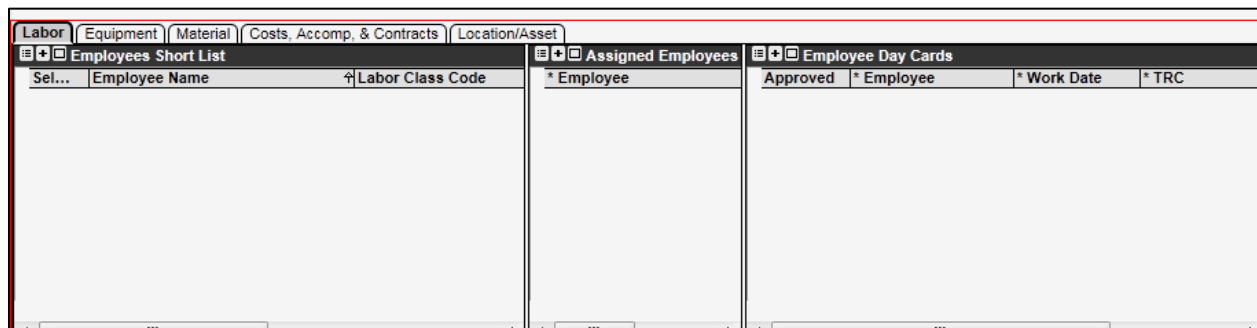 Labor Equipment Material Costs, Accomp, & Contracts Location/Asset
Employees Short List Assigned Employees Employee Day Cards
Sel... Employee Name Labor Class Code * Employee Approved * Employee * Work Date * TRC